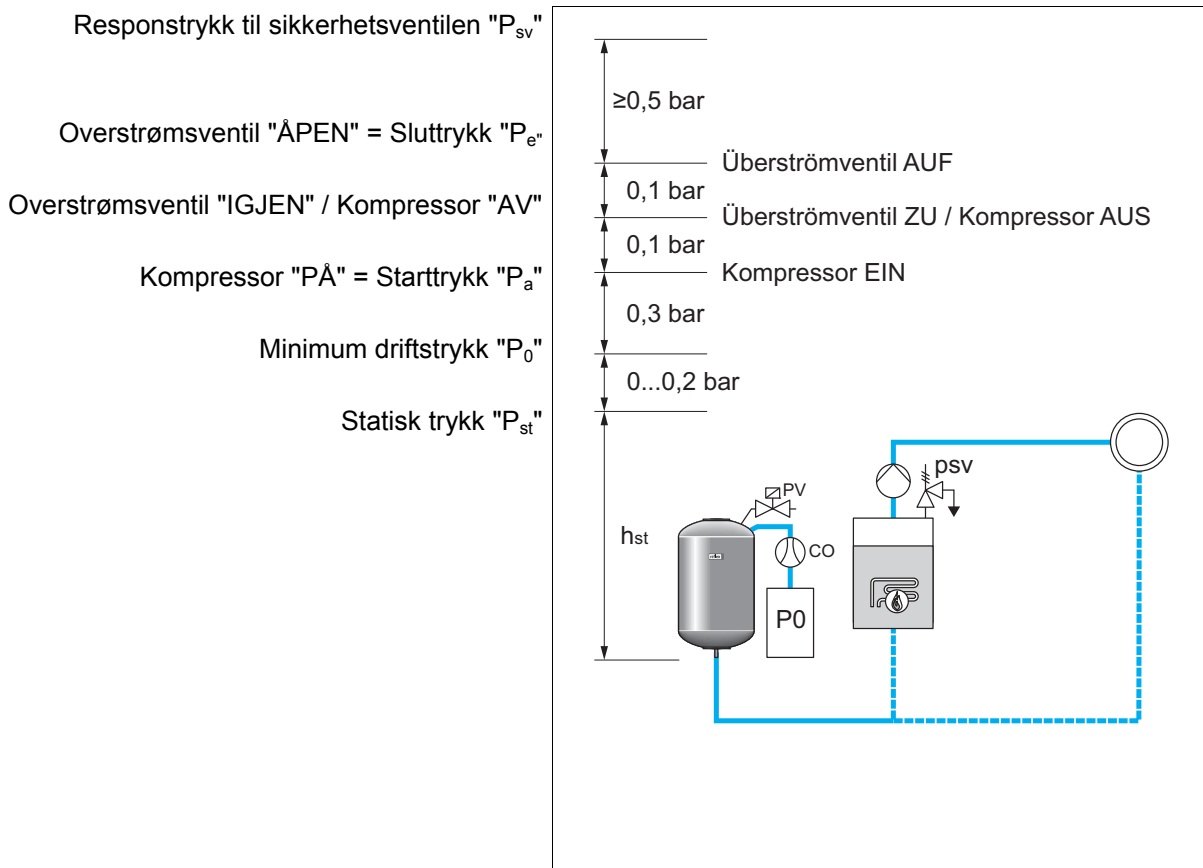 Responstrykk til sikkerhetsventilen "Psv"
≥0,5 bar
Overstrømsventil "ÅPEN" = Sluttrykk "Pe"
Überströmventil AUF
0,1 bar
Overstrømsventil "IGJEN" / Kompressor "AV"
Überströmventil ZU / Kompressor AUS
0,1 bar
Kompressor "PÅ" = Starttrykk "Pa"
Kompressor EIN
0,3 bar
Minimum driftstrykk "P0"
0...0,2 bar
Statisk trykk "Pst"
psv
PV
hst
CO
P0